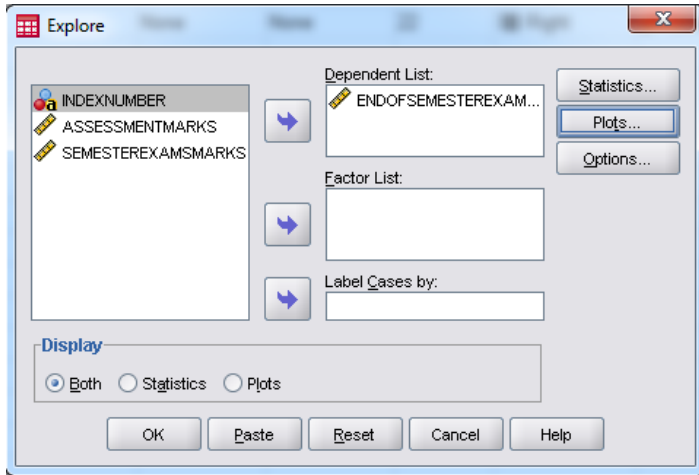 Explore
INDEXNUMBER
ASSESSMENTMARKS
SEMESTEREXAMSMARKS
Dependent List:
ENDOFSEMESTEREXAM...
Factor List:
Label Cases by:
Statistics...
Plots...
Options...
Display
Both Statistics Plots
OK Paste Reset Cancel Help